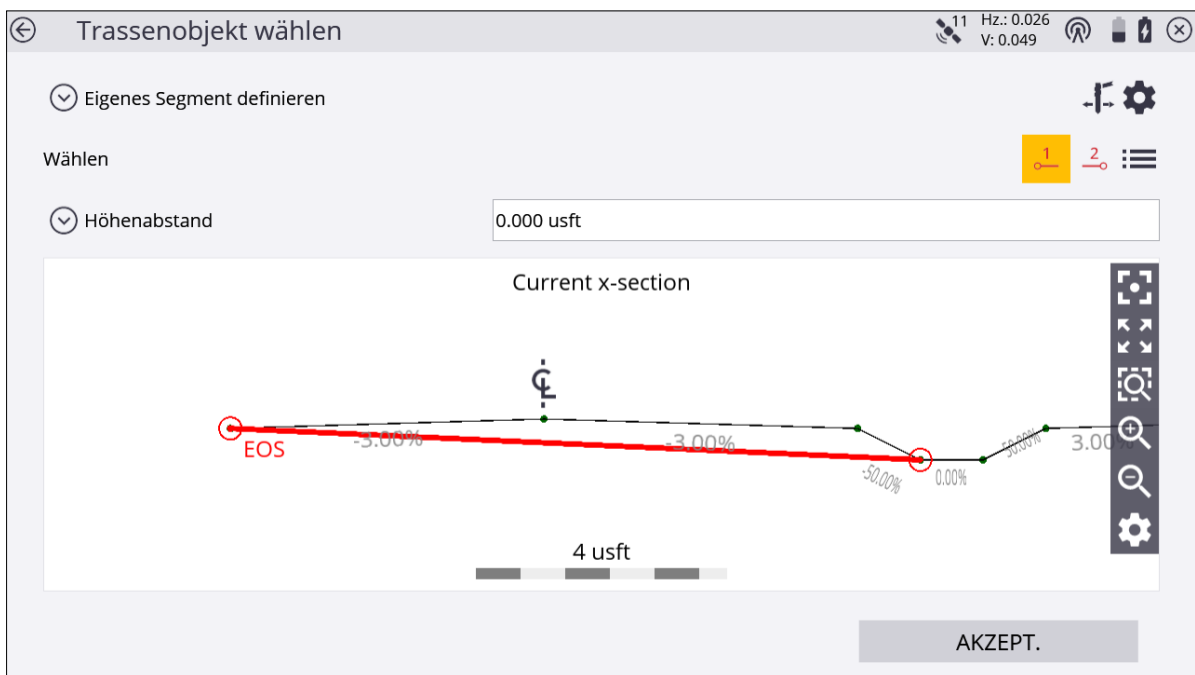 Trassenobjekt wählen
11
Hz.: 0.026
V: 0.049
Eigenes Segment definieren
Wählen
1
2
Höhenabstand
0.000 usft
Current x-section
℄
EOS
-3.00%
-3.00%
-50.00%
0.00%
50.00%
3.00%
4 usft
AKZEPT.